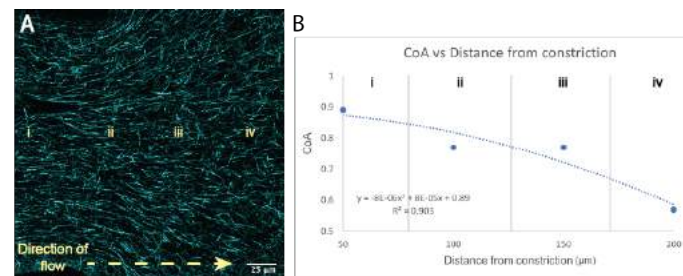 A
i ii iii iv
Direction of
flow
25 µm
B
CoA vs Distance from constriction
i ii iii iv
CoA
1
0.9
0.8
0.7
0.6
0.5
y = -8E-06x² + 8E-05x + 0.89
R² = 0.903
50 100 150 200
Distance from constriction (µm)